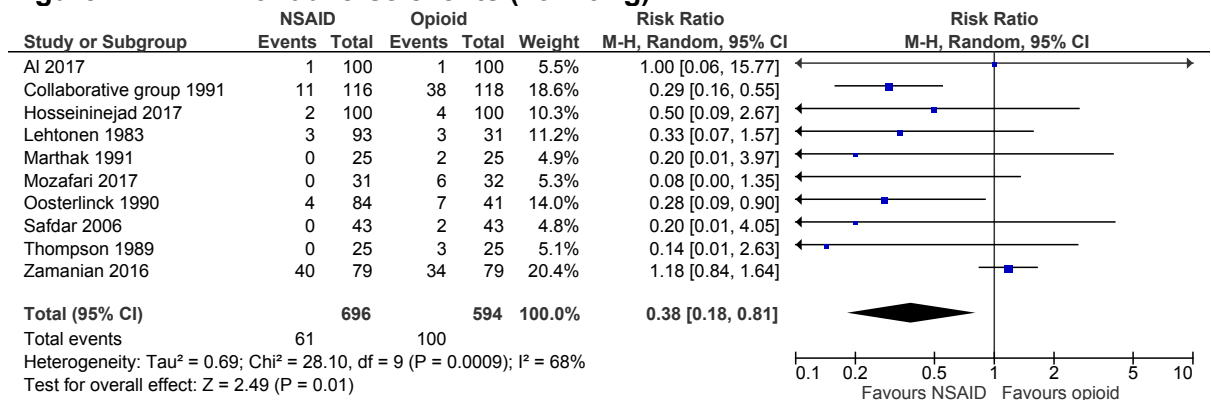 NSAID Opioid Risk Ratio Risk Ratio
Study or Subgroup Events Total Events Total Weight M-H, Random, 95% CI M-H, Random, 95% CI
Al 2017 1 100 1 100 5.5% 1.00 [0.06, 15.77]
Collaborative group 1991 11 116 38 118 18.6% 0.29 [0.16, 0.55]
Hosseininejad 2017 2 100 4 100 10.3% 0.50 [0.09, 2.67]
Lehtonen 1983 3 93 3 31 11.2% 0.33 [0.07, 1.57]
Marthak 1991 0 25 2 25 4.9% 0.20 [0.01, 3.97]
Mozafari 2017 0 31 6 32 5.3% 0.08 [0.00, 1.35]
Oosterlinck 1990 4 84 7 41 14.0% 0.28 [0.09, 0.90]
Safdar 2006 0 43 2 43 4.8% 0.20 [0.01, 4.05]
Thompson 1989 0 25 3 25 5.1% 0.14 [0.01, 2.63]
Zamanian 2016 40 79 34 79 20.4% 1.18 [0.84, 1.64]
Total (95% CI) 696 594 100.0% 0.38 [0.18, 0.81]
Total events 61 100
Heterogeneity: Tau² = 0.69; Chi² = 28.10, df = 9 (P = 0.0009); I² = 68%
Test for overall effect: Z = 2.49 (P = 0.01)
0.1 0.2 0.5 1 2 5 10
Favours NSAID Favours opioid